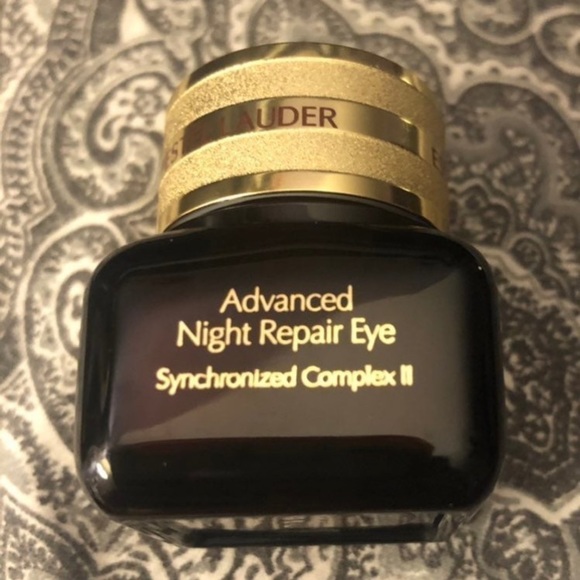 LAUDER
Advanced
Night Repair Eye
Synchronized Complex II